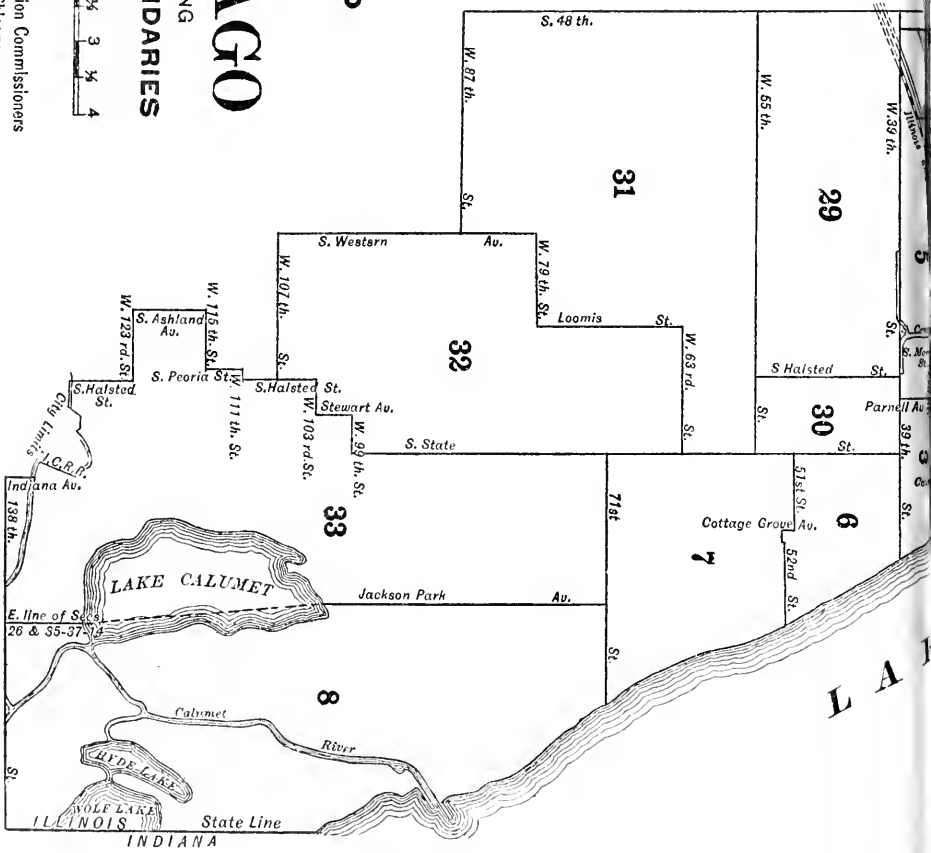 AGO
NG
NDARIES
½
3
½
4
ion Commissioners
S. 48 th.
W. 87 th.
St.
W. 55 th.
St.
W. 39 th.
St.
Illinois
31
29
5
S. Western Av.
W. 79 th. St.
W. 107 th.
St.
Loomis St.
W. 63 rd.
St.
32
S. Ashland
Av.
W. 123 rd. St.
W. 115 th. St.
S. Peoria St.
W. 111 th. St.
S. Halsted
St.
S. Halsted St.
W. 103 rd. St.
Stewart Av.
W. 99 th. St.
S Halsted St.
30
Parnell Av
39 th.
St.
3
S. State St.
City Limits
I.C.R.R.
Indiana Av.
138 th.
St.
33
71st
St.
51st St.
Cottage Grove Av.
52nd
St.
6
7
LAKE CALUMET
Jackson Park Av.
E. line of Secs
26 & 35-37-14
8
Calumet
River
HYDE LAKE
WOLF LAKE
ILLINOIS
State Line
INDIANA
L A